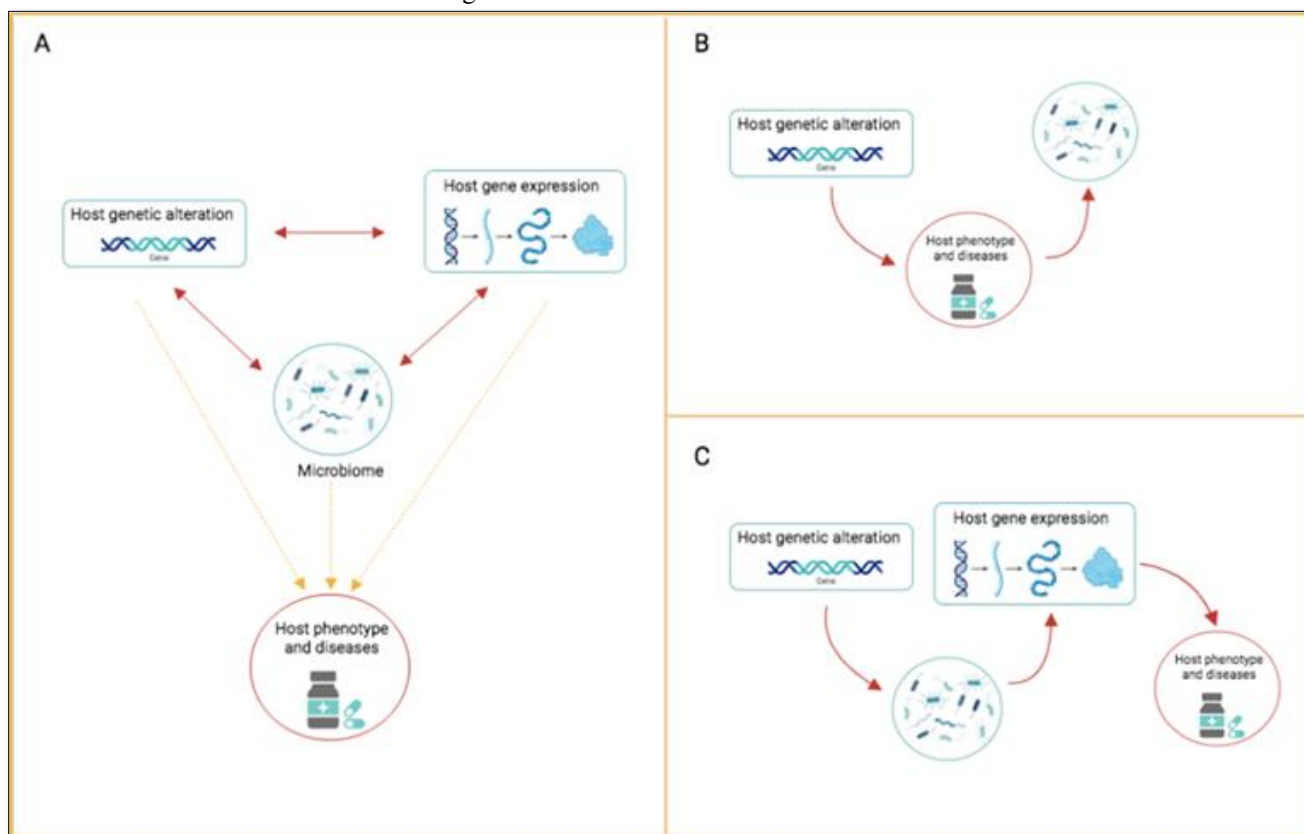 A
Host genetic alteration
Gene
Host gene expression
Microbiome
Host phenotype
and diseases
B
Host genetic alteration
Gene
Host phenotype
and diseases
C
Host genetic alteration
Gene
Host gene expression
Host phenotype
and diseases